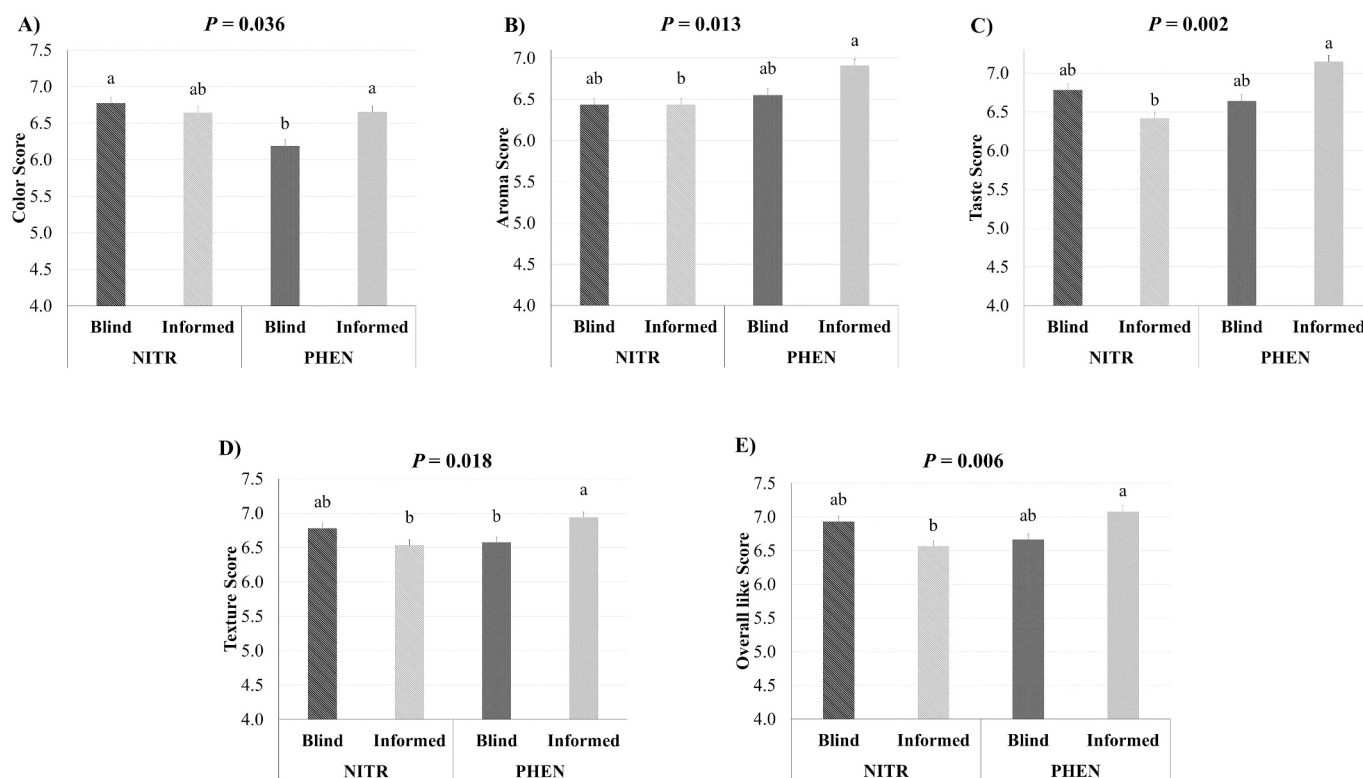 A)
P = 0.036
Color Score
7.5
7.0
6.5
6.0
5.5
5.0
4.5
4.0
a
ab
b
a
Blind Informed Blind Informed
NITR PHEN
B)
P = 0.013
Aroma Score
7.0
6.5
6.0
5.5
5.0
4.5
4.0
ab
b
ab
a
Blind Informed Blind Informed
NITR PHEN
C)
P = 0.002
Taste Score
7.0
6.5
6.0
5.5
5.0
4.5
4.0
ab
b
ab
a
Blind Informed Blind Informed
NITR PHEN
D)
P = 0.018
Texture Score
7.5
7.0
6.5
6.0
5.5
5.0
4.5
4.0
ab
b
b
a
Blind Informed Blind Informed
NITR PHEN
E)
P = 0.006
Overall like Score
7.5
7.0
6.5
6.0
5.5
5.0
4.5
4.0
ab
b
ab
a
Blind Informed Blind Informed
NITR PHEN